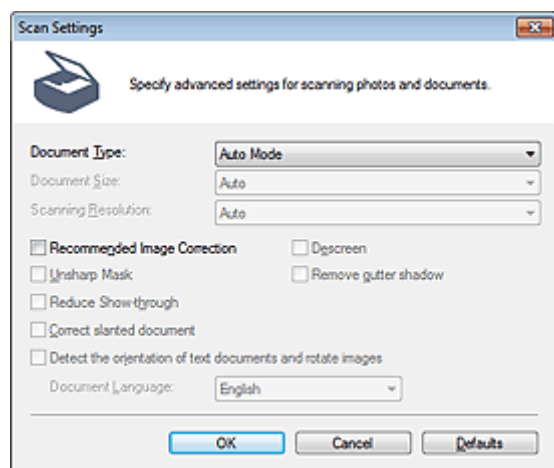 Scan Settings
Specify advanced settings for scanning photos and documents.
Document Type: Auto Mode
Document Size: Auto
Scanning Resolution: Auto
Recommended Image Correction Descreen
Unsharp Mask Remove gutter shadow
Reduce Show-through
Correct slanted document
Detect the orientation of text documents and rotate images
Document Language: English
OK Cancel Defaults